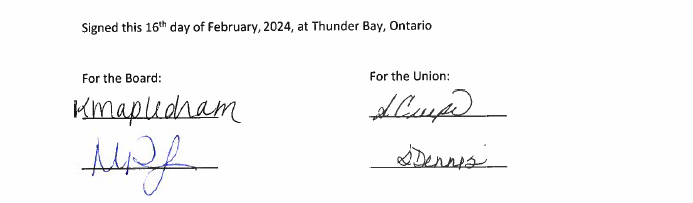 Signed this 16th day of February, 2024, at Thunder Bay, Ontario
For the Board: For the Union:
Kmapledram
SDennis